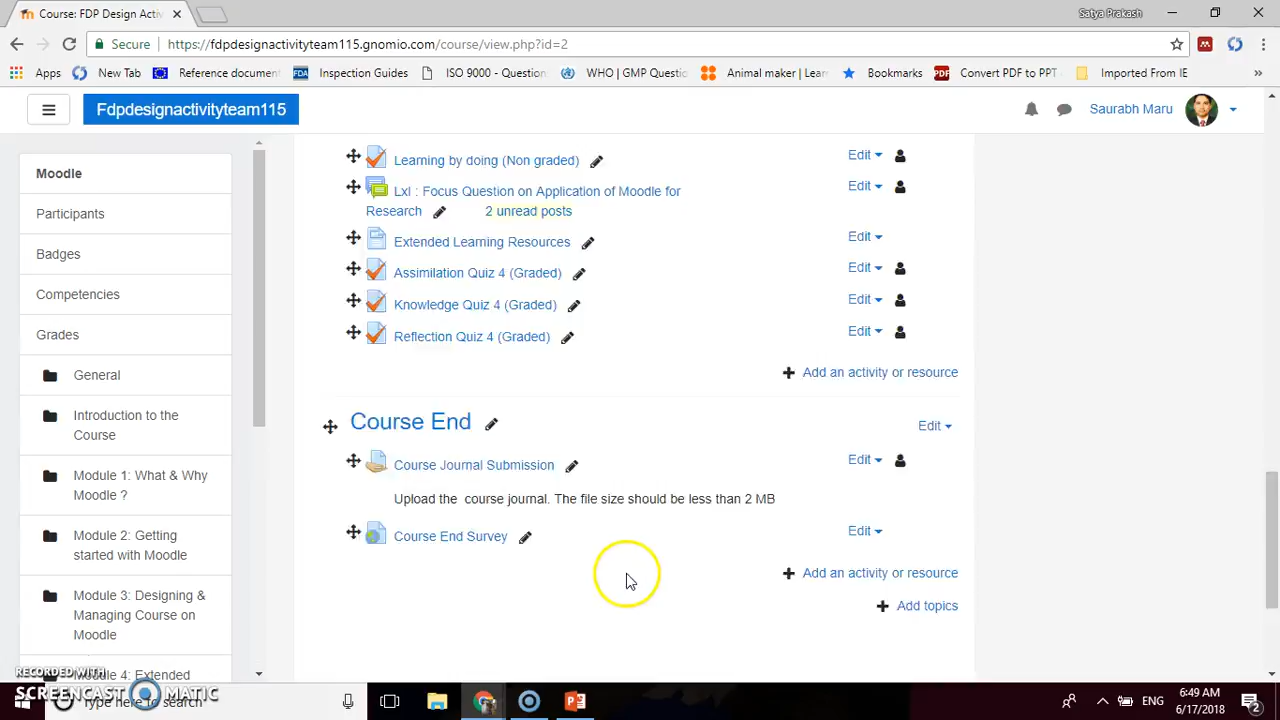 Course: FDP Design Activ
Satya Prakash
Secure
https://fdpdesignactivityteam115.gnomio.com/course/view.php?id=2
Apps
New Tab
Reference documen
FDA Inspection Guides
ISO 9000 - Question
WHO | GMP Questio
Animal maker | Lear
Bookmarks
PDF Convert PDF to PPT
Imported From IE
»
Fdpdesignactivityteam115
Saurabh Maru
Moodle
Participants
Badges
Competencies
Grades
General
Introduction to the
Course
Module 1: What & Why
Moodle ?
Module 2: Getting
started with Moodle
Module 3: Designing &
Managing Course on
Moodle
Module 4: Extended
Learning by doing (Non graded)
Edit
LxI : Focus Question on Application of Moodle for
Research
2 unread posts
Edit
Extended Learning Resources
Edit
Assimilation Quiz 4 (Graded)
Edit
Knowledge Quiz 4 (Graded)
Edit
Reflection Quiz 4 (Graded)
Edit
Add an activity or resource
Course End
Edit
Course Journal Submission
Edit
Upload the course journal. The file size should be less than 2 MB
Course End Survey
Edit
Add an activity or resource
Add topics
RECORDED WITH
SCREENCAST MATIC
Type here to search
ENG
6:49 AM
6/17/2018
2